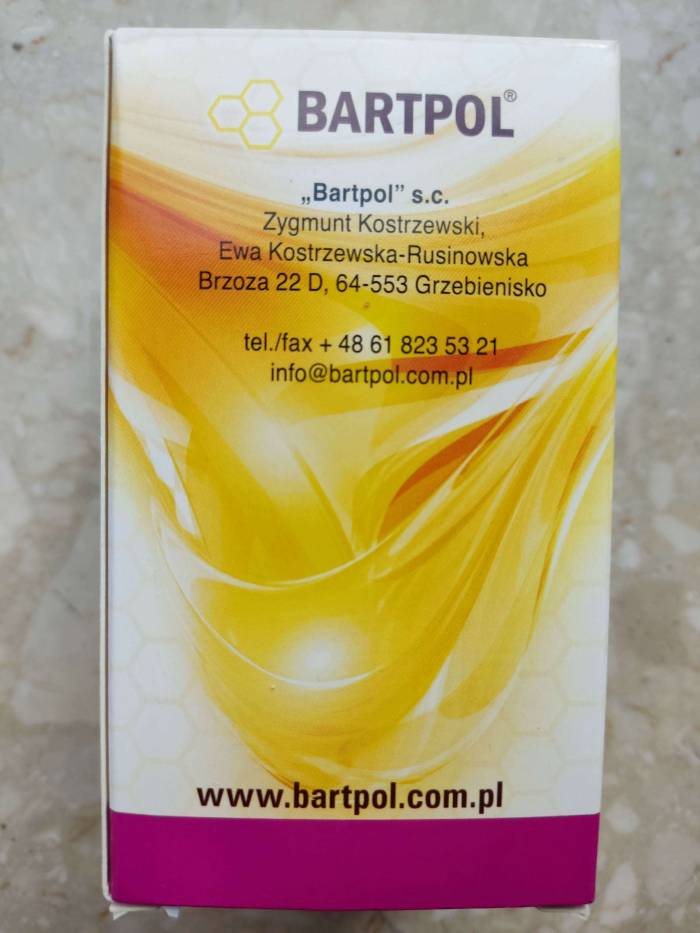 BARTPOL®
„Bartpol” s.c.
Zygmunt Kostrzewski,
Ewa Kostrzewska-Rusinowska
Brzoza 22 D, 64-553 Grzebienisko
tel./fax + 48 61 823 53 21
info@bartpol.com.pl
www.bartpol.com.pl